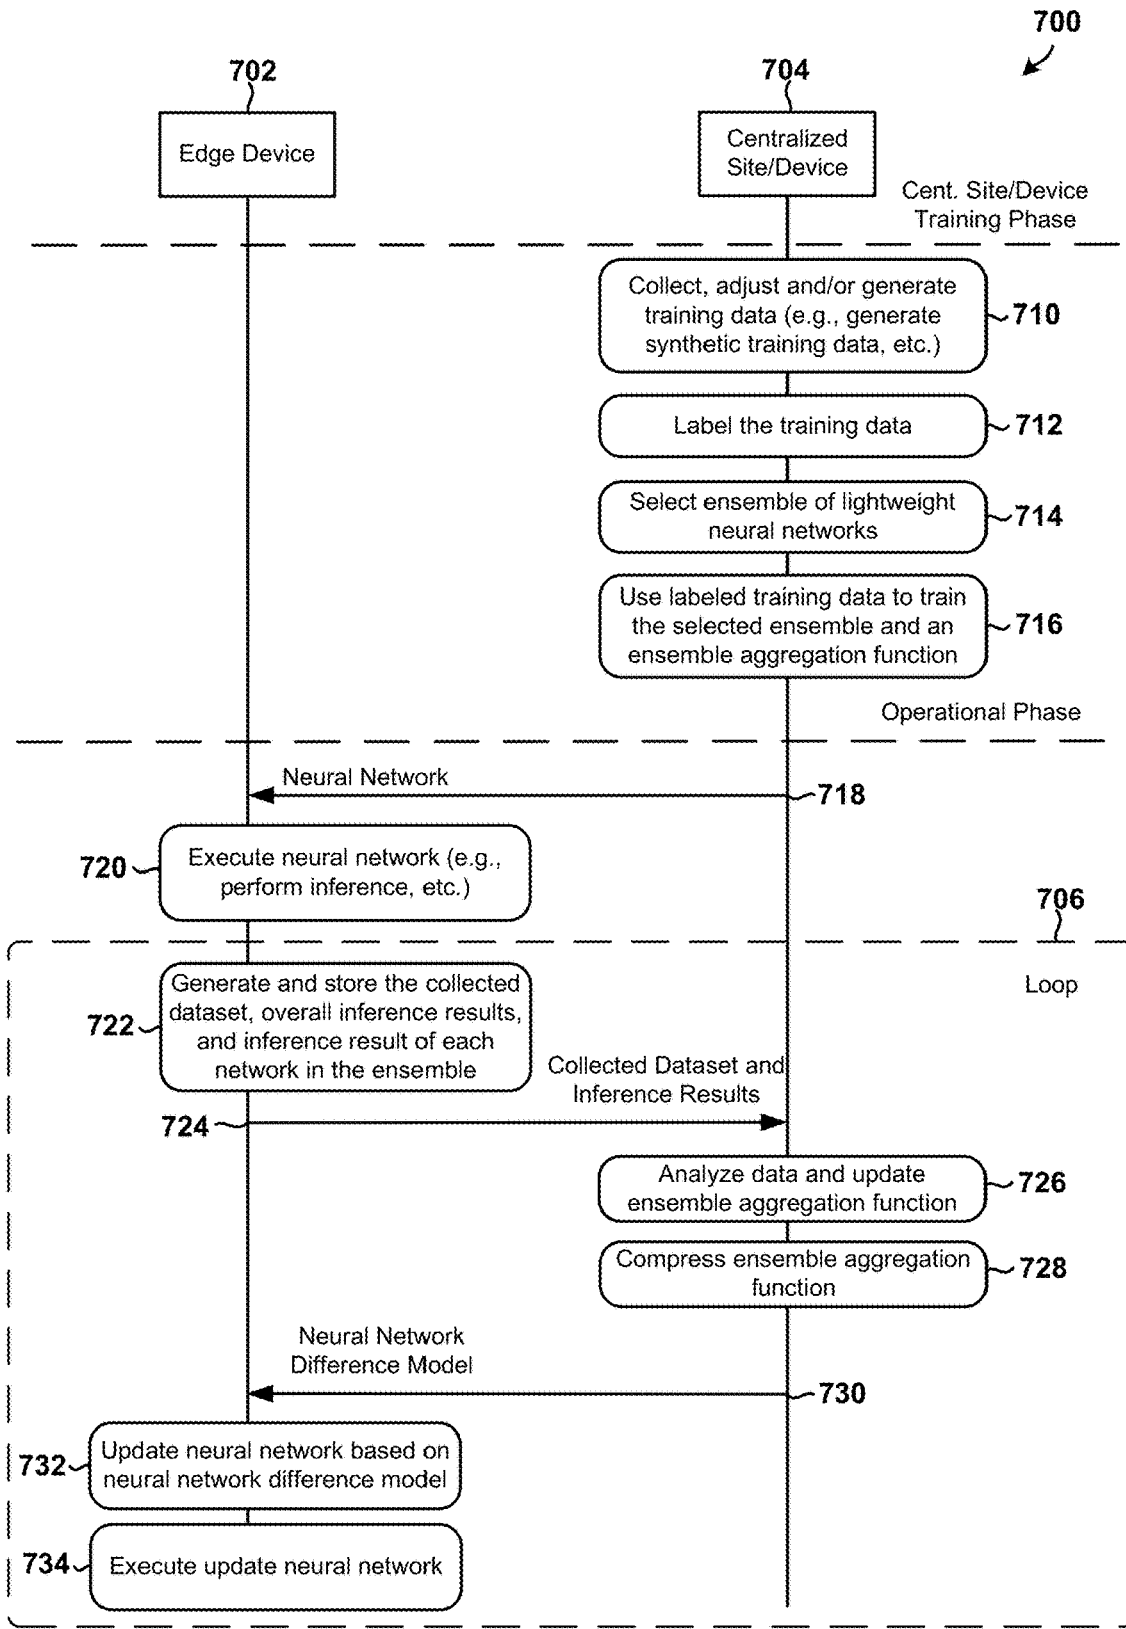 700
702
704
Edge Device
Centralized
Site/Device
Cent. Site/Device
Training Phase
Collect, adjust and/or generate
training data (e.g., generate
synthetic training data, etc.)
710
Label the training data
712
Select ensemble of lightweight
neural networks
714
Use labeled training data to train
the selected ensemble and an
ensemble aggregation function
716
Operational Phase
Neural Network
718
720
Execute neural network (e.g.,
perform inference, etc.)
706
Loop
722
Generate and store the collected
dataset, overall inference results,
and inference result of each
network in the ensemble
Collected Dataset and
Inference Results
724
Analyze data and update
ensemble aggregation function
726
Compress ensemble aggregation
function
728
Neural Network
Difference Model
730
732
Update neural network based on
neural network difference model
734
Execute update neural network